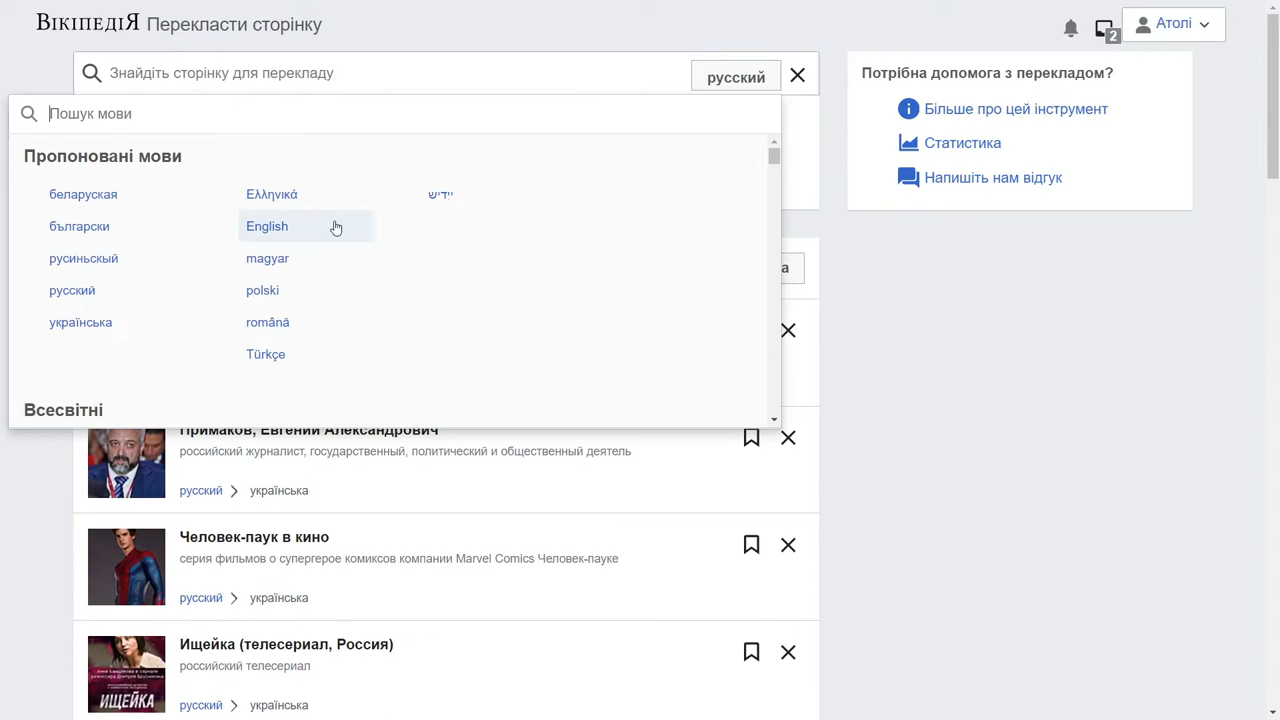 ВікіпедіЯ Перекласти сторінку
2
Атолі
Знайдіть сторінку для перекладу
русский
Потрібна допомога з перекладом?
Більше про цей інструмент
Статистика
Напишіть нам відгук
Пошук мови
Пропоновані мови
беларуская
български
русиньскый
русский
українська
Ελληνικά
English
magyar
polski
română
Türkçe
ייִדיש
Всесвітні
а
Примаков, Евгений Александрович
российский журналист, государственный, политический и общественный деятель
русский > українська
Человек-паук в кино
серия фильмов о супергерое комиксов компании Marvel Comics Человек-пауке
русский > українська
Ищейка (телесериал, Россия)
российский телесериал
русский > українська
ИЩЕЙКА